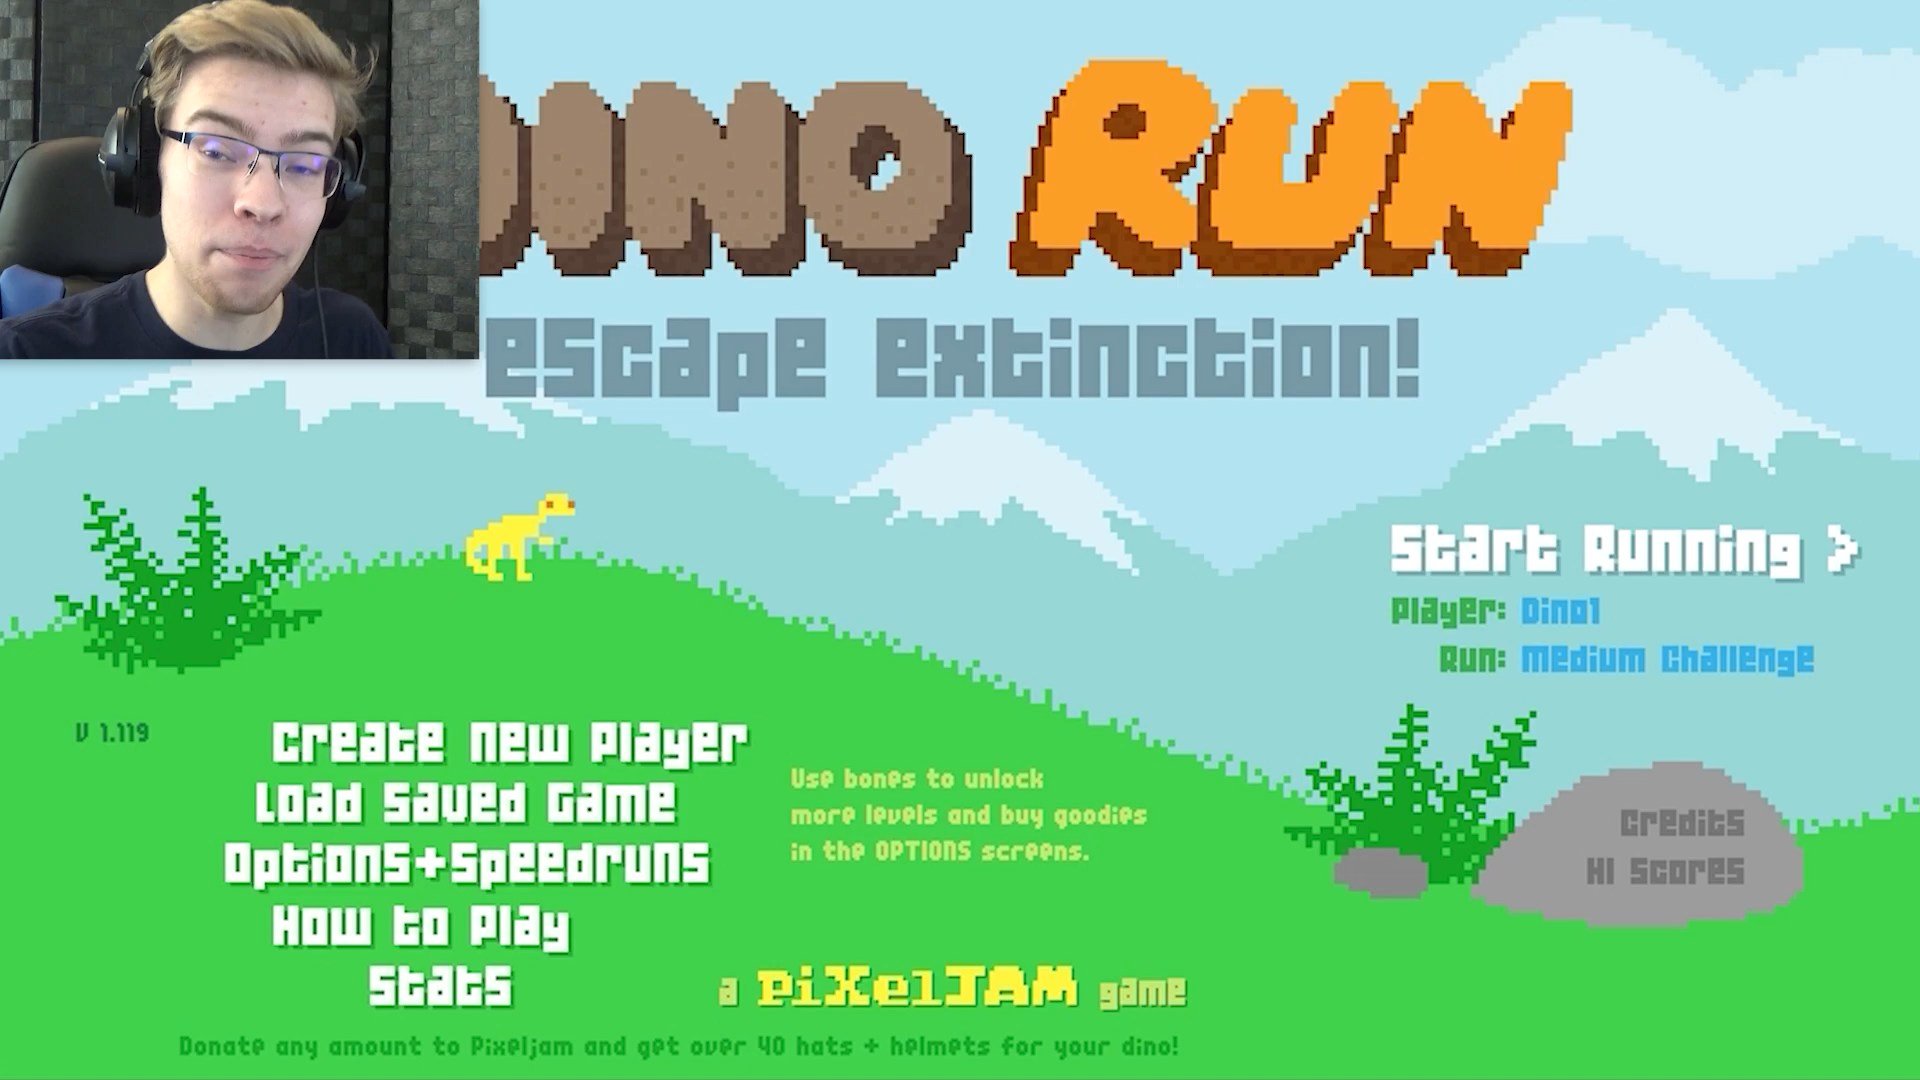 DINO RUN
escape extinction!
Start Running >
Player: Dino1
Run: Medium Challenge
V 1.119
Create New Player
Load Saved Game
Options+Speedruns
How to Play
Stats
Use bones to unlock
more levels and buy goodies
in the OPTIONS screens.
Credits
HI Scores
a PiXelJAM game
Donate any amount to Pixeljam and get over 40 hats + helmets for your dino!